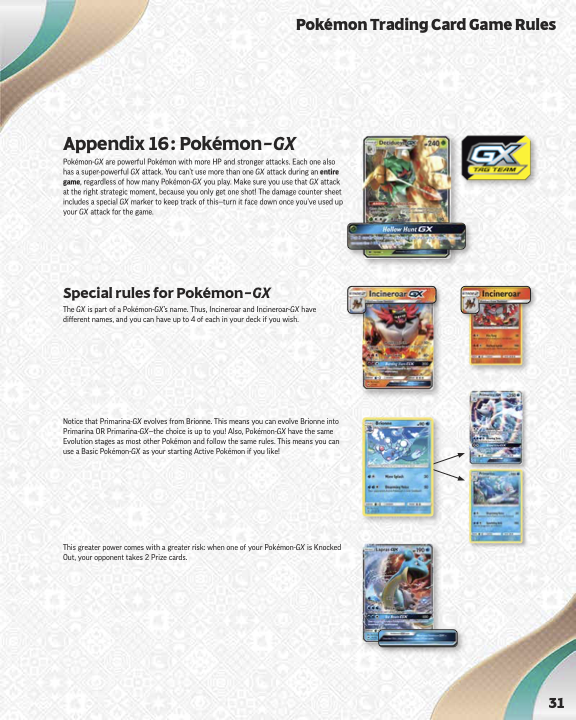 Pokémon Trading Card Game Rules
Appendix 16: Pokémon-GX
Pokémon-GX are powerful Pokémon with more HP and stronger attacks. Each one also
has a super-powerful GX attack. You can't use more than one GX attack during an entire
game, regardless of how many Pokémon-GX you play. Make sure you use that GX attack
at the right strategic moment, because you only get one shot! The damage counter sheet
includes a special GX marker to keep track of this—turn it face down once you've used up
your GX attack for the game.
Decidueye GX 240
Hollow Hunt GX
GX
TAG TEAM
Special rules for Pokémon-GX
The GX is part of a Pokémon-GX's name. Thus, Incineroar and Incineroar-GX have
different names, and you can have up to 4 of each in your deck if you wish.
Incineroar GX
Incineroar
Notice that Primarina-GX evolves from Brionne. This means you can evolve Brionne into
Primarina OR Primarina-GX—the choice is up to you! Also, Pokémon-GX have the same
Evolution stages as most other Pokémon and follow the same rules. This means you can
use a Basic Pokémon-GX as your starting Active Pokémon if you like!
Brionne
This greater power comes with a greater risk: when one of your Pokémon-GX is Knocked
Out, your opponent takes 2 Prize cards.
Lapras GX
31